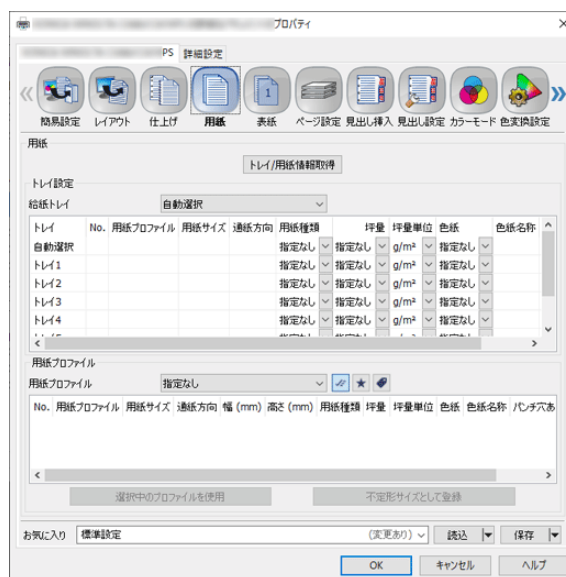 プロパティ
PS 詳細設定
簡易設定 レイアウト 仕上げ 用紙 表紙 ページ設定 見出し挿入 見出し設定 カラーモード 色変換設定
用紙
トレイ/用紙情報取得
トレイ設定
給紙トレイ 自動選択
トレイ No. 用紙プロファイル 用紙サイズ 通紙方向 用紙種類 坪量 坪量単位 色紙 色紙名称
自動選択 指定なし 指定なし g/m² 指定なし
トレイ1 指定なし 指定なし g/m² 指定なし
トレイ2 指定なし 指定なし g/m² 指定なし
トレイ3 指定なし 指定なし g/m² 指定なし
トレイ4 指定なし 指定なし g/m² 指定なし
用紙プロファイル
用紙プロファイル 指定なし
No. 用紙プロファイル 用紙サイズ 通紙方向 幅 (mm) 高さ (mm) 用紙種類 坪量 坪量単位 色紙 色紙名称 パンチ穴あ
選択中のプロファイルを使用 不定形サイズとして登録
お気に入り 標準設定 (変更あり) 読込 保存
OK キャンセル ヘルプ